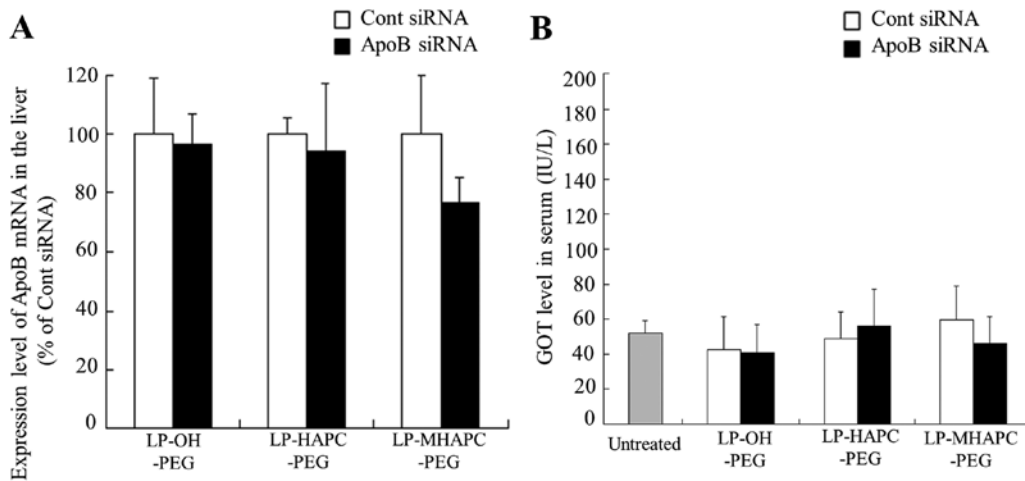 A
Cont siRNA
ApoB siRNA
Expression level of ApoB mRNA in the liver
(% of Cont siRNA)
120
100
80
60
40
20
0
LP-OH
-PEG
LP-HAPC
-PEG
LP-MHAPC
-PEG
B
Cont siRNA
ApoB siRNA
GOT level in serum (IU/L)
200
180
160
140
120
100
80
60
40
20
0
Untreated
LP-OH
-PEG
LP-HAPC
-PEG
LP-MHAPC
-PEG